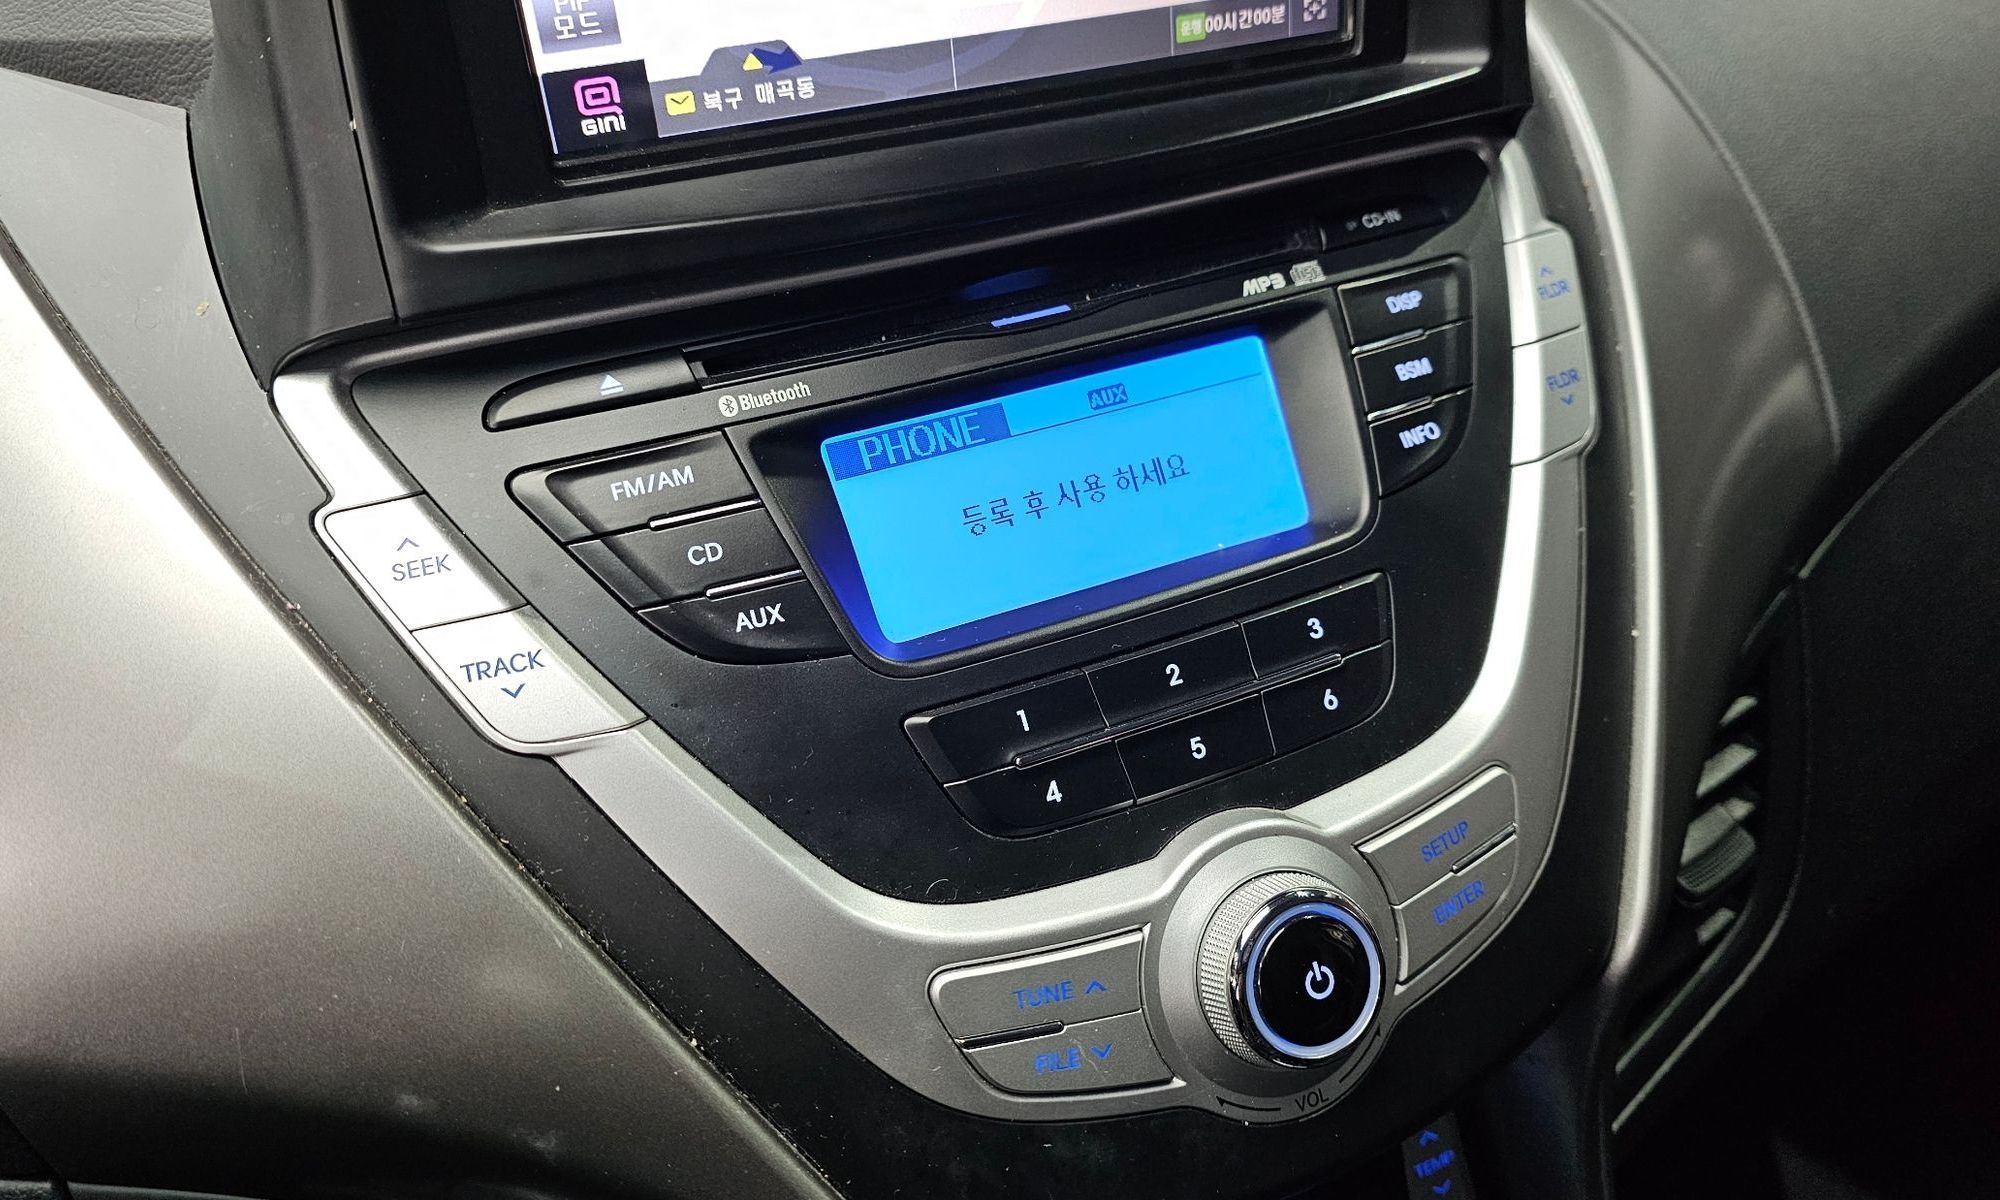 모드
GINI
복구 매곡동
운행 00시간00분
CD-IN
MP3
Bluetooth
PHONE
AUX
등록 후 사용 하세요
FM/AM
CD
AUX
SEEK
TRACK
DISP
BSM
INFO
FLDR
FLDR
1
2
3
4
5
6
SETUP
ENTER
TUNE
FILE
VOL
TEMP